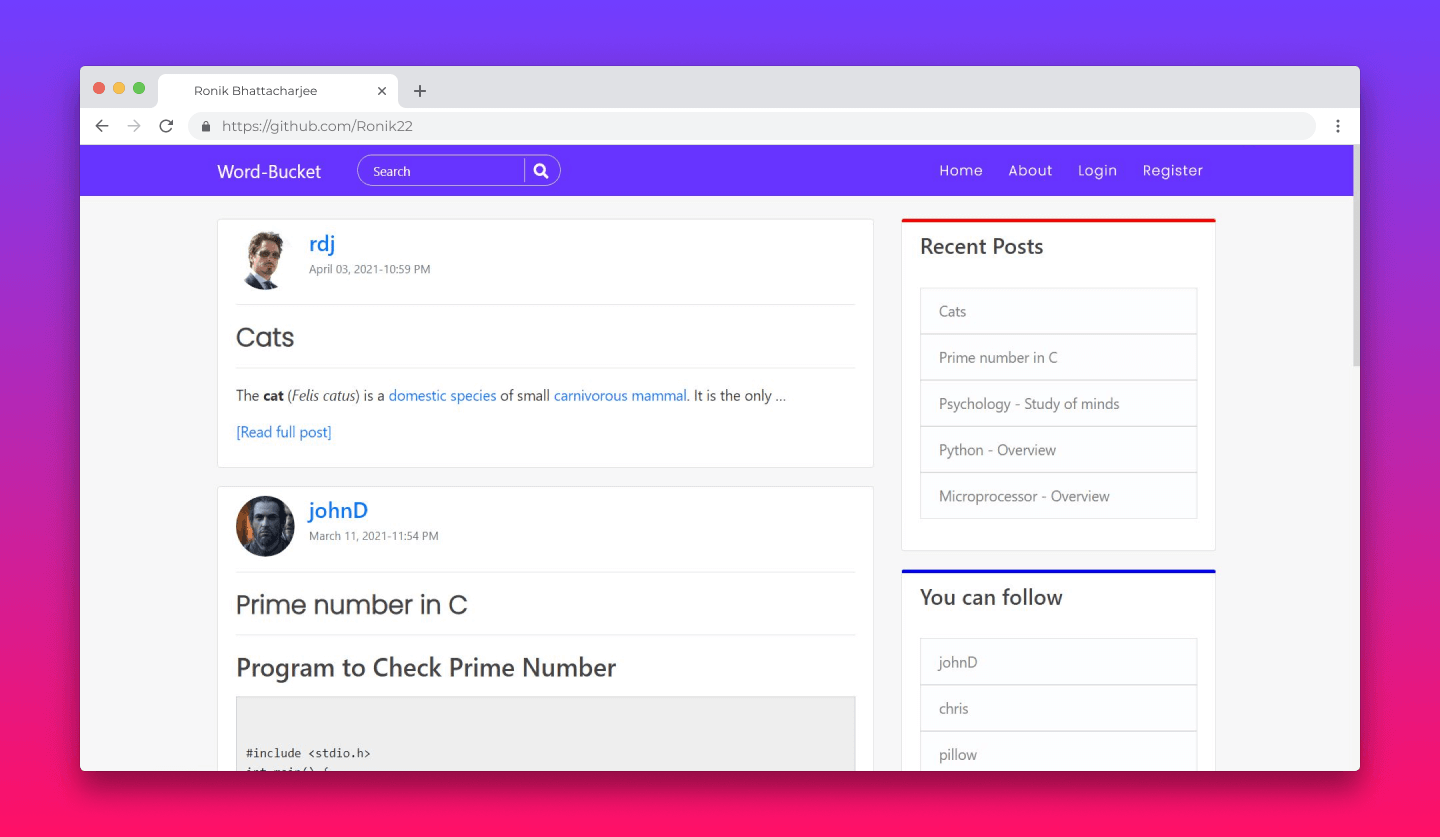 Ronik Bhattacharjee
https://github.com/Ronik22
Word-Bucket
Search
Home About Login Register
rdj
April 03, 2021-10:59 PM
Cats
The cat (Felis catus) is a domestic species of small carnivorous mammal. It is the only ...
[Read full post]
johnD
March 11, 2021-11:54 PM
Prime number in C
Program to Check Prime Number
#include <stdio.h>
int main() {
Recent Posts
Cats
Prime number in C
Psychology - Study of minds
Python - Overview
Microprocessor - Overview
You can follow
johnD
chris
pillow